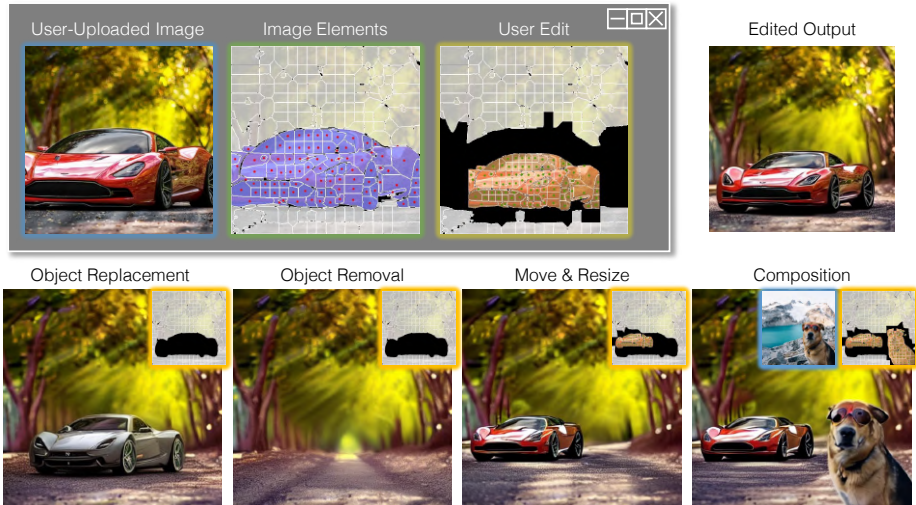 User-Uploaded Image
Image Elements
User Edit
Edited Output
Object Replacement
Object Removal
Move & Resize
Composition